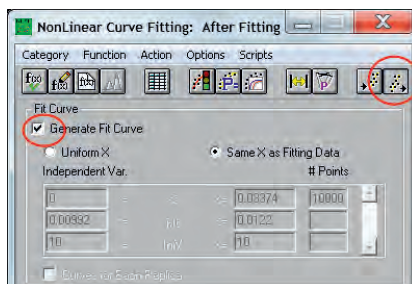 NonLinear Curve Fitting: After Fitting
Category Function Action Options Scripts
Fit Curve
Generate Fit Curve
Uniform X Same X as Fitting Data
Independent Var. # Points
0 <= x <= 0.03374 10000
0.00992 0.0122
10 <= 10